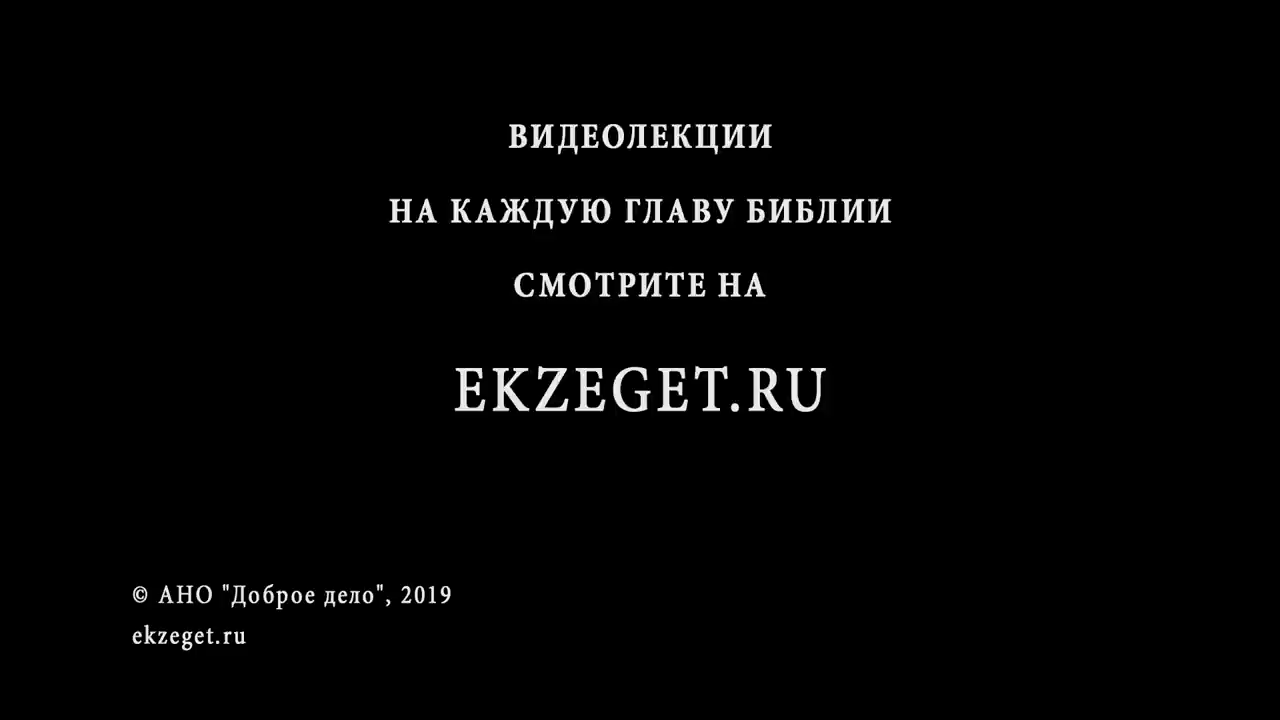 ВИДЕОЛЕКЦИИ
НА КАЖДУЮ ГЛАВУ БИБЛИИ
СМОТРИТЕ НА
EKZEGET.RU
© АНО "Доброе дело", 2019
ekzeget.ru